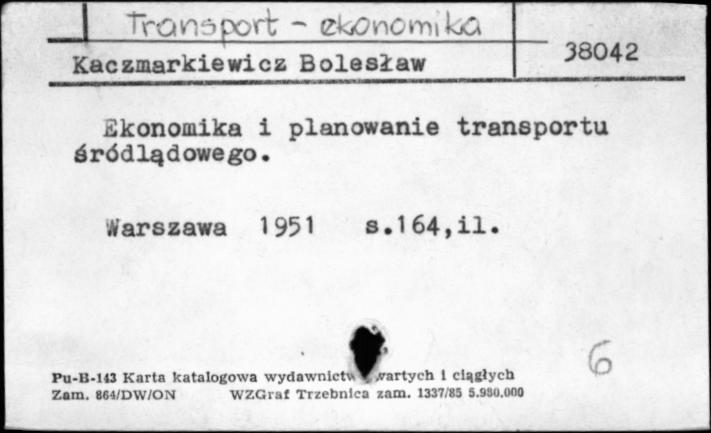 Transport - ekonomika
Kaczmarkiewicz Bolesław
38042
Ekonomika i planowanie transportu
śródlądowego.
Warszawa 1951 s.164,il.
6
Pu-B-143 Karta katalogowa wydawnictw zwartych i ciągłych
Zam. 864/DW/ON WZGraf Trzebnica zam. 1337/85 5.980.000